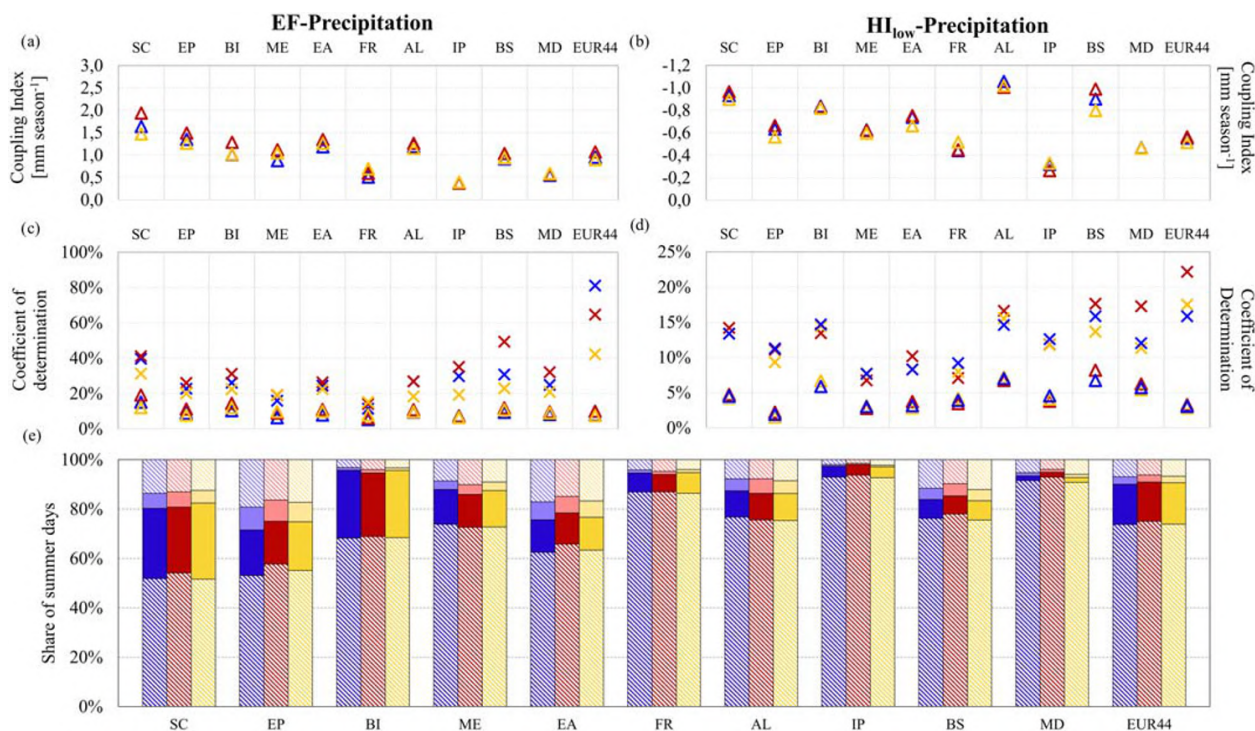 EF-Precipitation
HIlow-Precipitation
(a)
SC EP BI ME EA FR AL IP BS MD EUR44
Coupling Index
[mm season-1]
3,0
2,5
2,0
1,5
1,0
0,5
0,0
(b)
SC EP BI ME EA FR AL IP BS MD EUR44
-1,2
-1,0
-0,8
-0,6
-0,4
-0,2
0,0
Coupling Index
[mm season-1]
(c)
SC EP BI ME EA FR AL IP BS MD EUR44
Coefficient of
determination
100%
80%
60%
40%
20%
0%
(d)
SC EP BI ME EA FR AL IP BS MD EUR44
25%
20%
15%
10%
5%
0%
Coefficient of
Determination
(e)
Share of summer days
100%
80%
60%
40%
20%
0%
SC EP BI ME EA FR AL IP BS MD EUR44